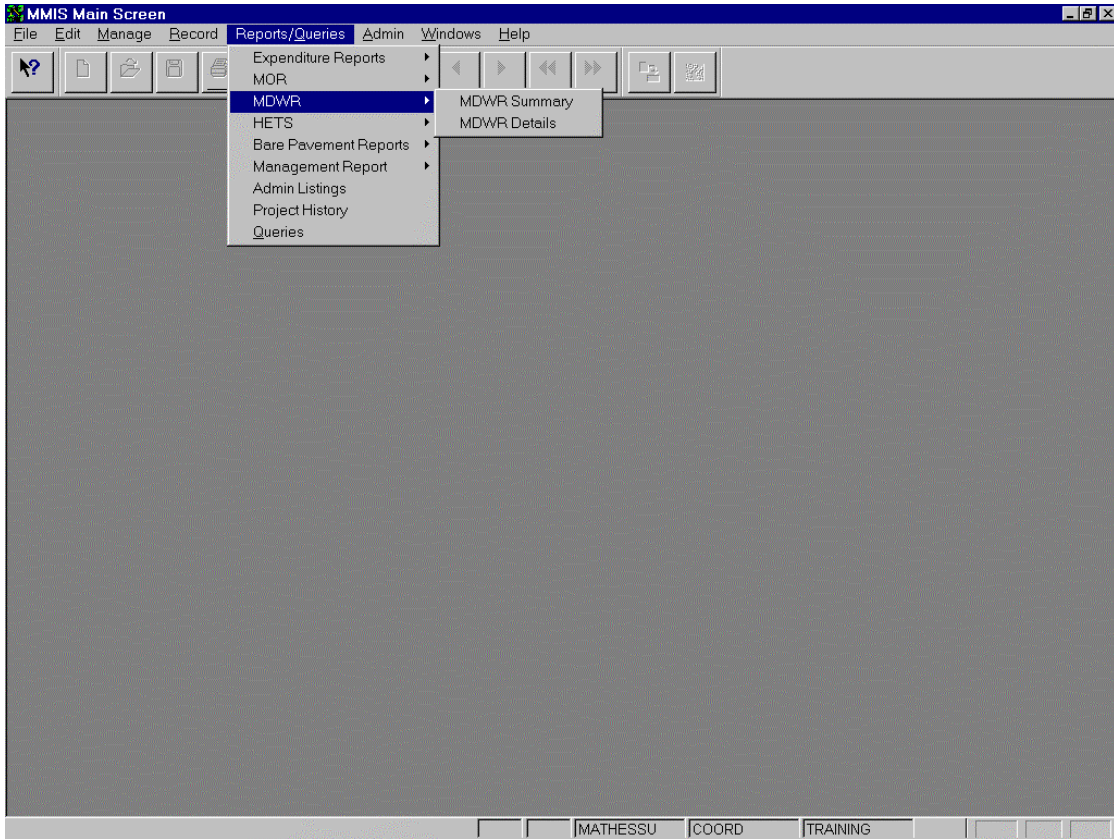 MMIS Main Screen
File Edit Manage Record Reports/Queries Admin Windows Help
Expenditure Reports
MOR
MDWR
MDWR Summary
HETS
MDWR Details
Bare Pavement Reports
Management Report
Admin Listings
Project History
Queries
MATHESSU COORD TRAINING